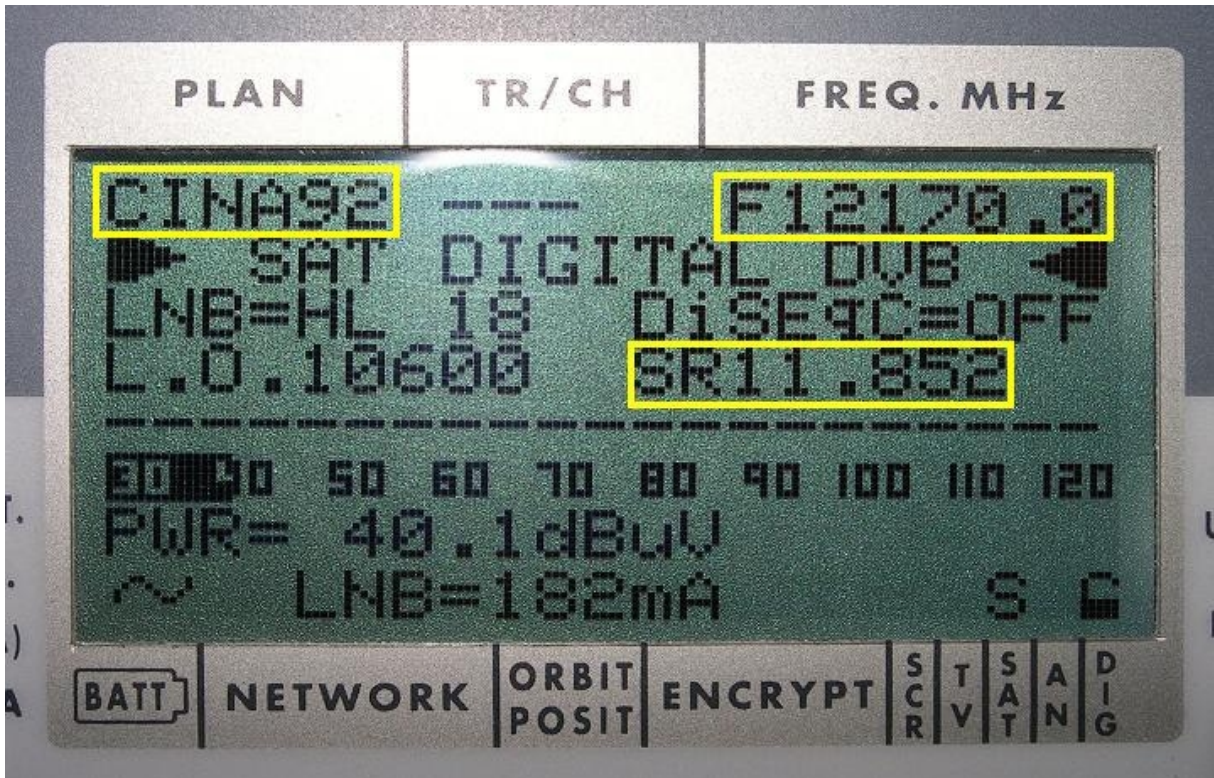 PLAN TR/CH FREQ. MHz
CINA92 --- F12170.0
SAT DIGITAL DVB
LNB=HL 18 DiSEqC=OFF
L.O.10600 SR11.852
50 60 70 80 90 100 110 120
PWR= 40.1dBuV
~ LNB=182mA S
BATT NETWORK ORBIT POSIT ENCRYPT SCR TV SAT AN DIG